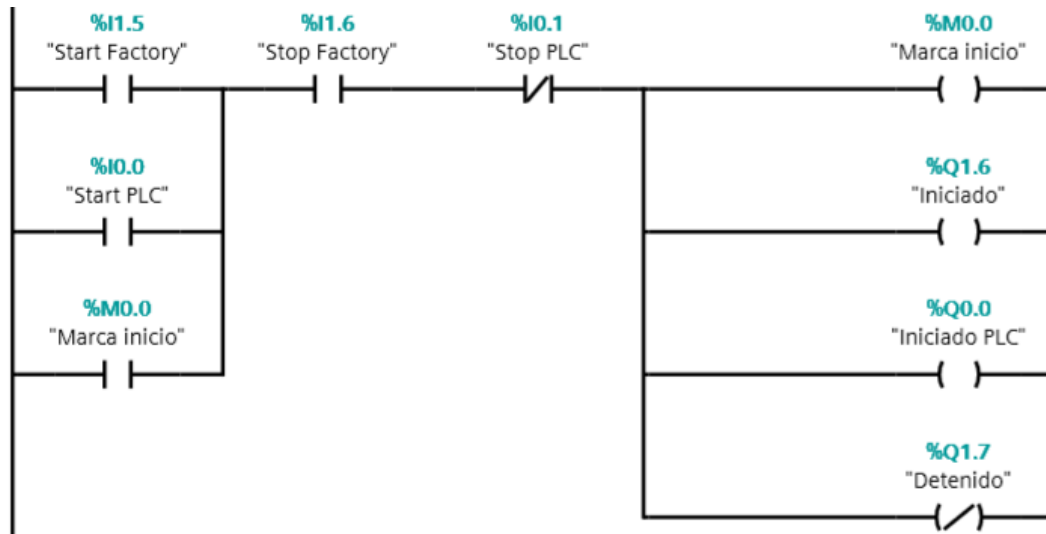 %I1.5
"Start Factory"
%I1.6
"Stop Factory"
%I0.1
"Stop PLC"
%M0.0
"Marca inicio"
%I0.0
"Start PLC"
%Q1.6
"Iniciado"
%M0.0
"Marca inicio"
%Q0.0
"Iniciado PLC"
%Q1.7
"Detenido"